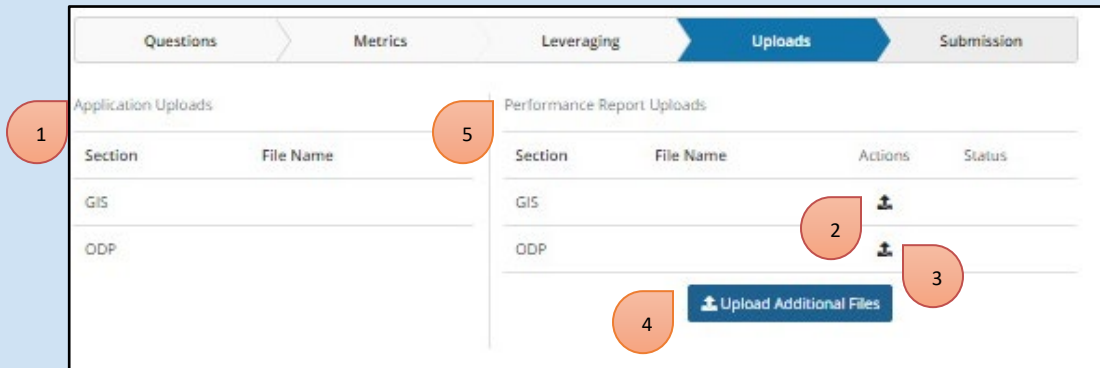 Questions Metrics Leveraging Uploads Submission
1 Application Uploads
5 Performance Report Uploads
Section File Name
Section File Name Actions Status
GIS
GIS
2
ODP
ODP
3
4 Upload Additional Files